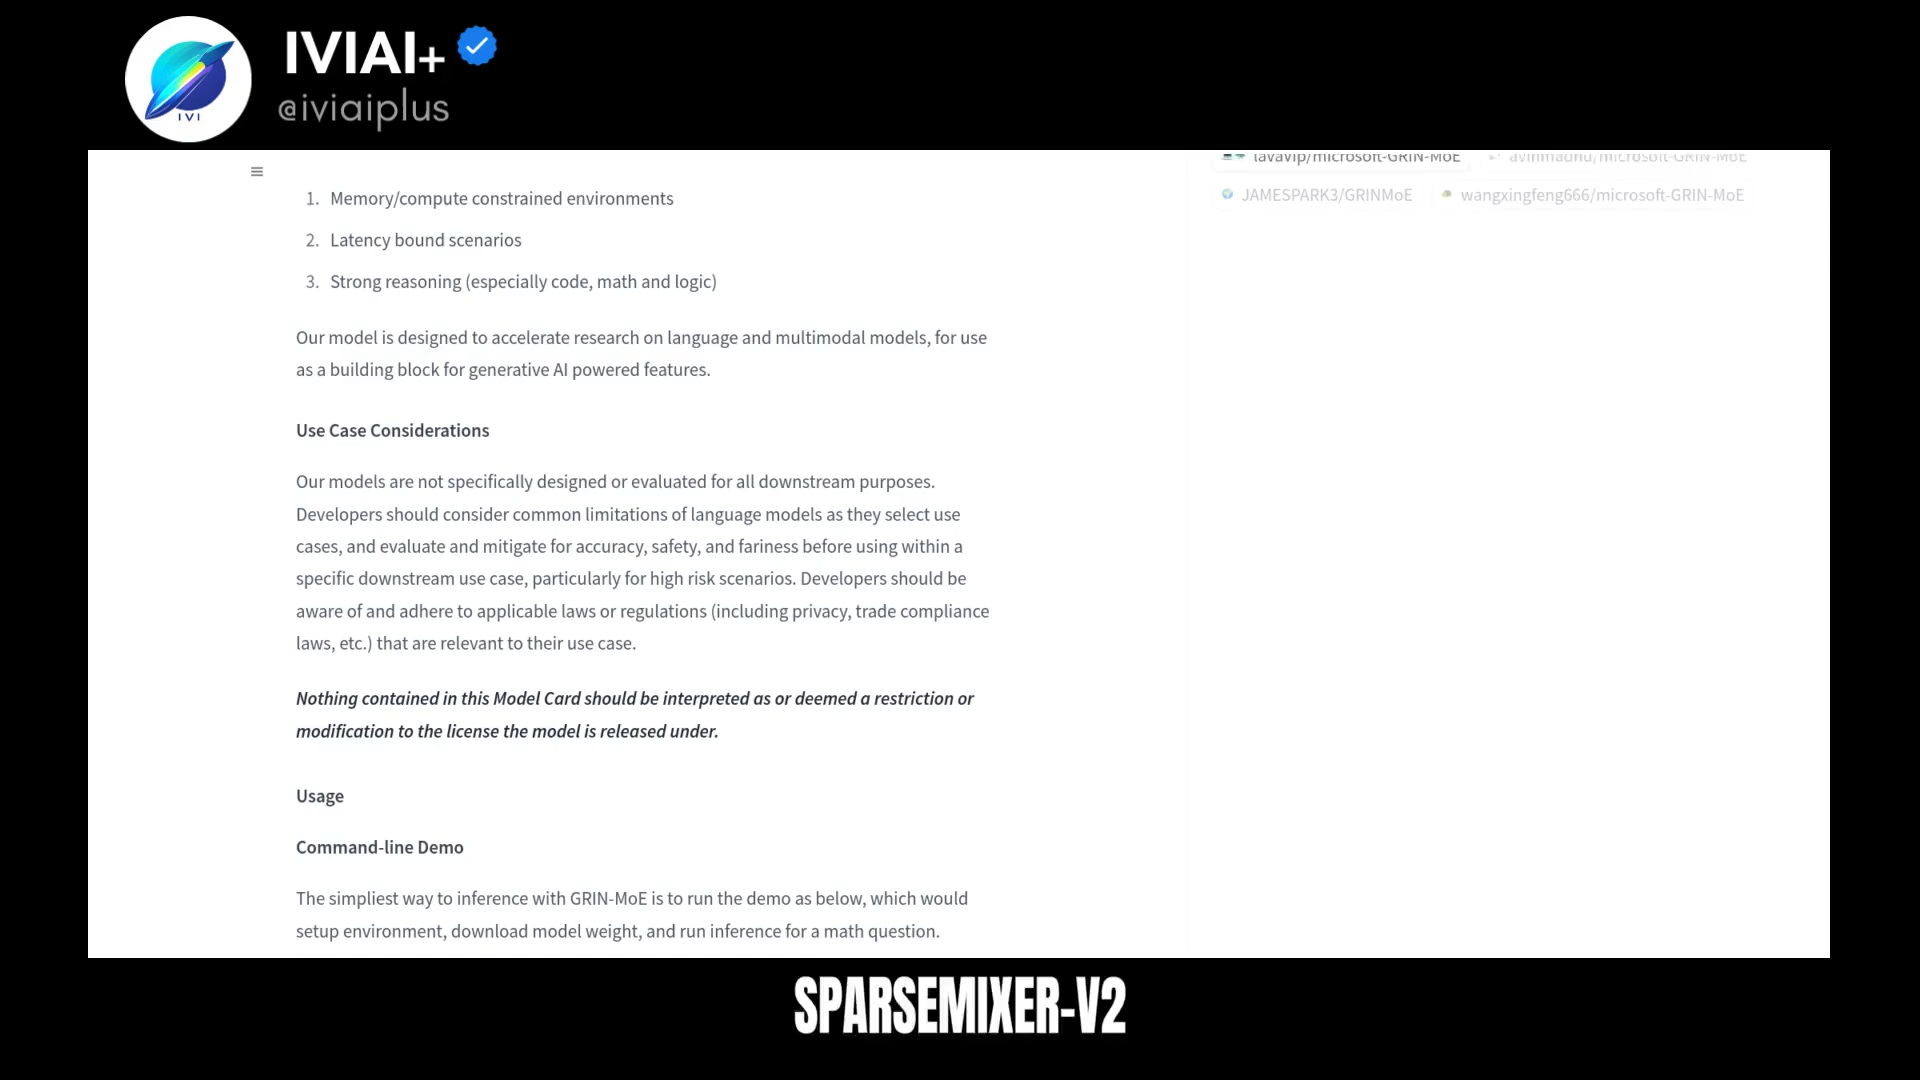 IVIAI+
@iviaiplus
IVI
1. Memory/compute constrained environments
2. Latency bound scenarios
3. Strong reasoning (especially code, math and logic)
Our model is designed to accelerate research on language and multimodal models, for use
as a building block for generative AI powered features.
Use Case Considerations
Our models are not specifically designed or evaluated for all downstream purposes.
Developers should consider common limitations of language models as they select use
cases, and evaluate and mitigate for accuracy, safety, and fariness before using within a
specific downstream use case, particularly for high risk scenarios. Developers should be
aware of and adhere to applicable laws or regulations (including privacy, trade compliance
laws, etc.) that are relevant to their use case.
Nothing contained in this Model Card should be interpreted as or deemed a restriction or
modification to the license the model is released under.
Usage
Command-line Demo
The simpliest way to inference with GRIN-MoE is to run the demo as below, which would
setup environment, download model weight, and run inference for a math question.
lavavip/microsoft-GRIN-MoE avinmadhu/microsoft-GRIN-MoE
JAMESPARK3/GRINMoE wangxingfeng666/microsoft-GRIN-MoE
SPARSEMIXER-V2